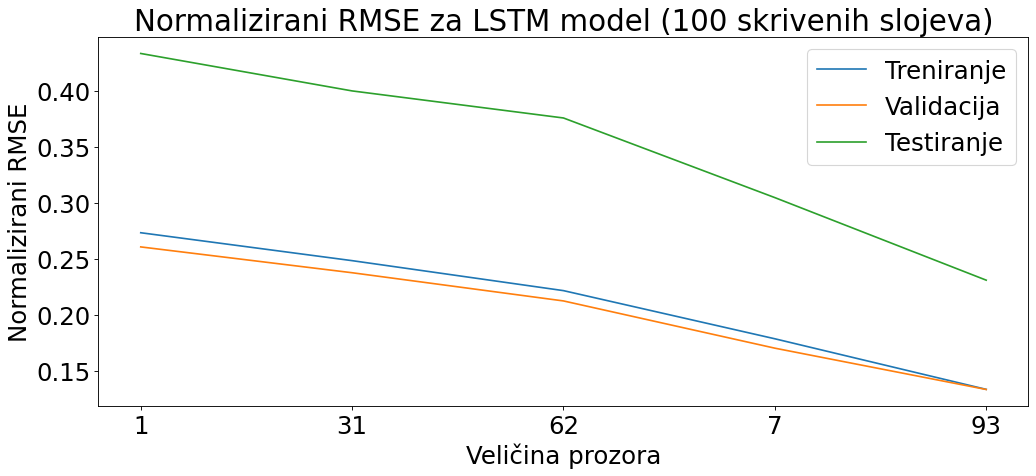 Normalizirani RMSE za LSTM model (100 skrivenih slojeva)
Treniranje
Validacija
Testiranje
Normalizirani RMSE
0.40
0.35
0.30
0.25
0.20
0.15
1 31 62 7 93
Veličina prozora